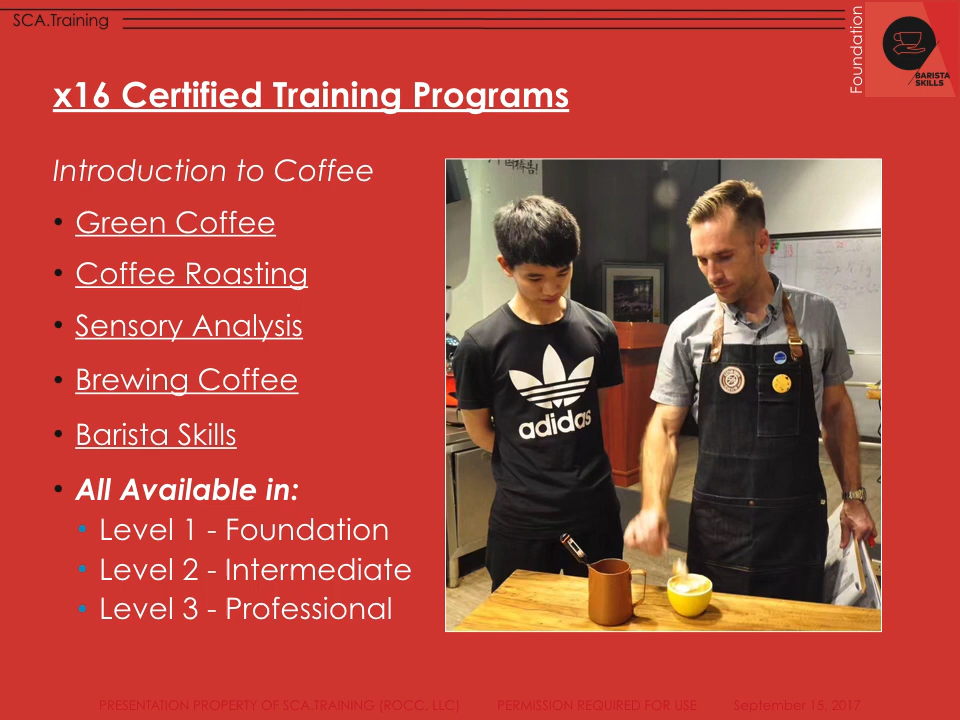 SCA.Training
Foundation
BARISTA
SKILLS
x16 Certified Training Programs
Introduction to Coffee
• Green Coffee
• Coffee Roasting
• Sensory Analysis
• Brewing Coffee
• Barista Skills
• All Available in:
• Level 1 - Foundation
• Level 2 - Intermediate
• Level 3 - Professional
adidas
PRESENTATION PROPERTY OF SCA.TRAINING (ROCC, LLC) PERMISSION REQUIRED FOR USE September 15, 2017